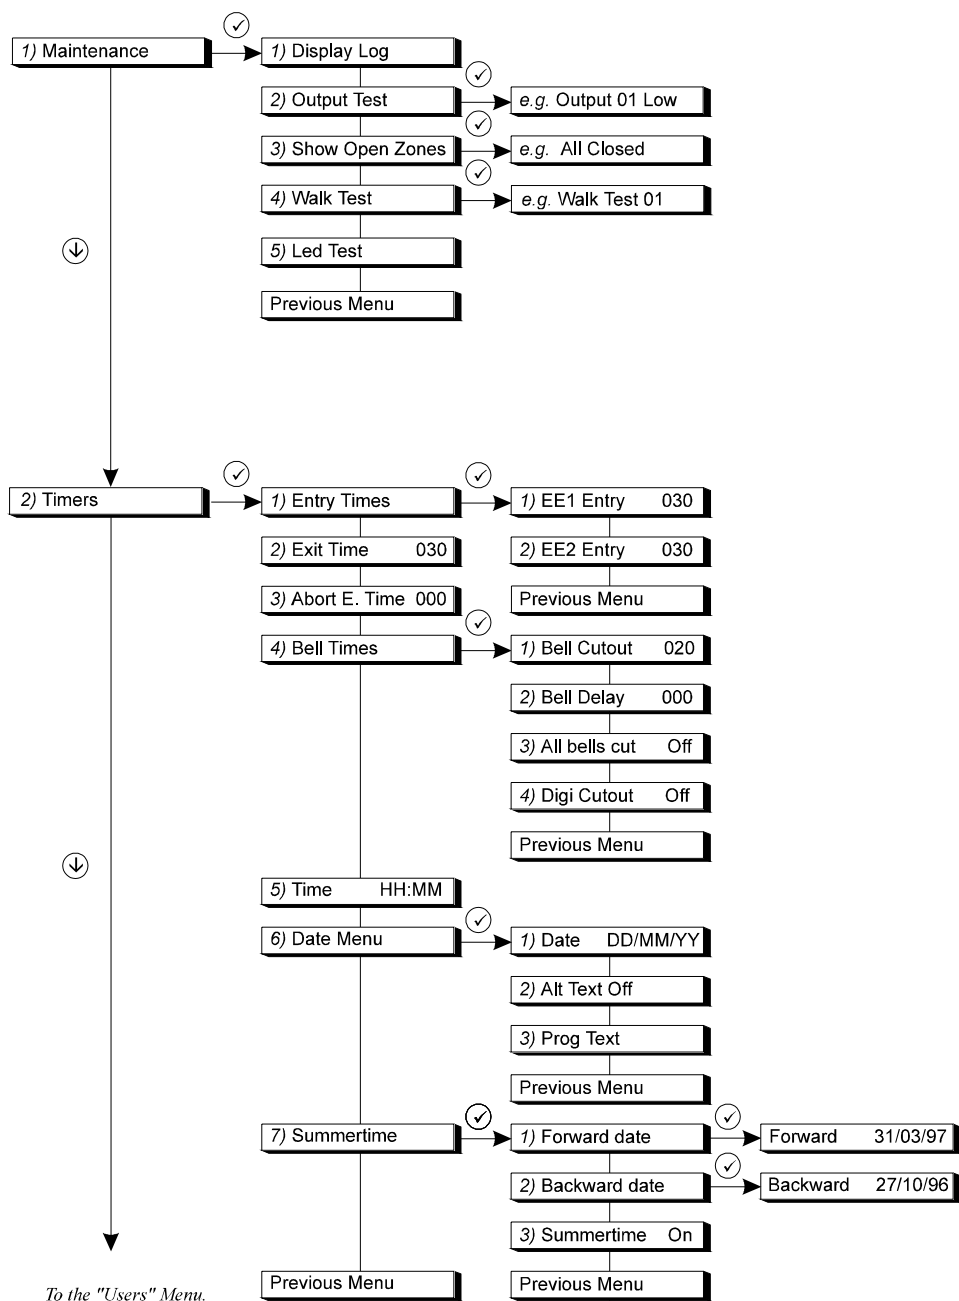 1) Maintenance
1) Display Log
2) Output Test
e.g. Output 01 Low
3) Show Open Zones
e.g. All Closed
4) Walk Test
e.g. Walk Test 01
5) Led Test
Previous Menu
2) Timers
1) Entry Times
1) EE1 Entry 030
2) Exit Time 030
2) EE2 Entry 030
3) Abort E. Time 000
Previous Menu
4) Bell Times
1) Bell Cutout 020
2) Bell Delay 000
3) All bells cut Off
4) Digi Cutout Off
Previous Menu
5) Time HH:MM
6) Date Menu
1) Date DD/MM/YY
2) Alt Text Off
3) Prog Text
Previous Menu
7) Summertime
1) Forward date
Forward 31/03/97
2) Backward date
Backward 27/10/96
3) Summertime On
Previous Menu
Previous Menu
To the "Users" Menu.